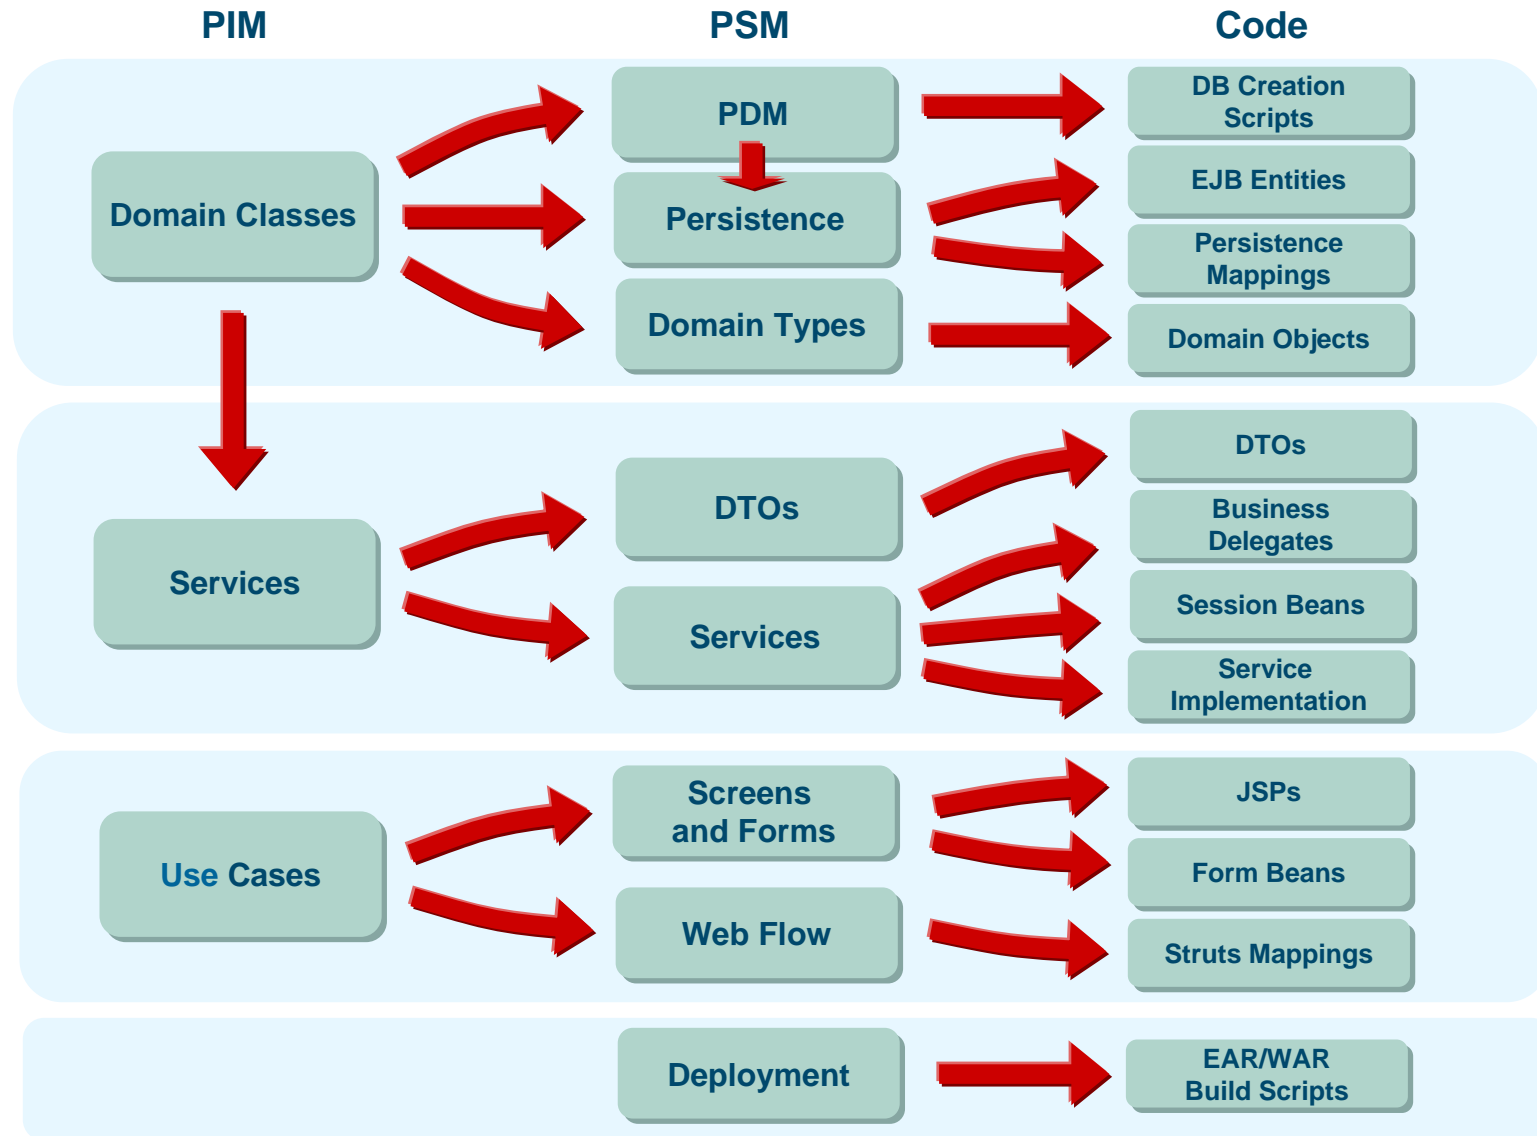 PIM
PSM
Code
Domain Classes
PDM
Persistence
Domain Types
DB Creation
Scripts
EJB Entities
Persistence
Mappings
Domain Objects
Services
DTOs
Services
DTOs
Business
Delegates
Session Beans
Service
Implementation
Use Cases
Screens
and Forms
Web Flow
JSPs
Form Beans
Struts Mappings
Deployment
EAR/WAR
Build Scripts